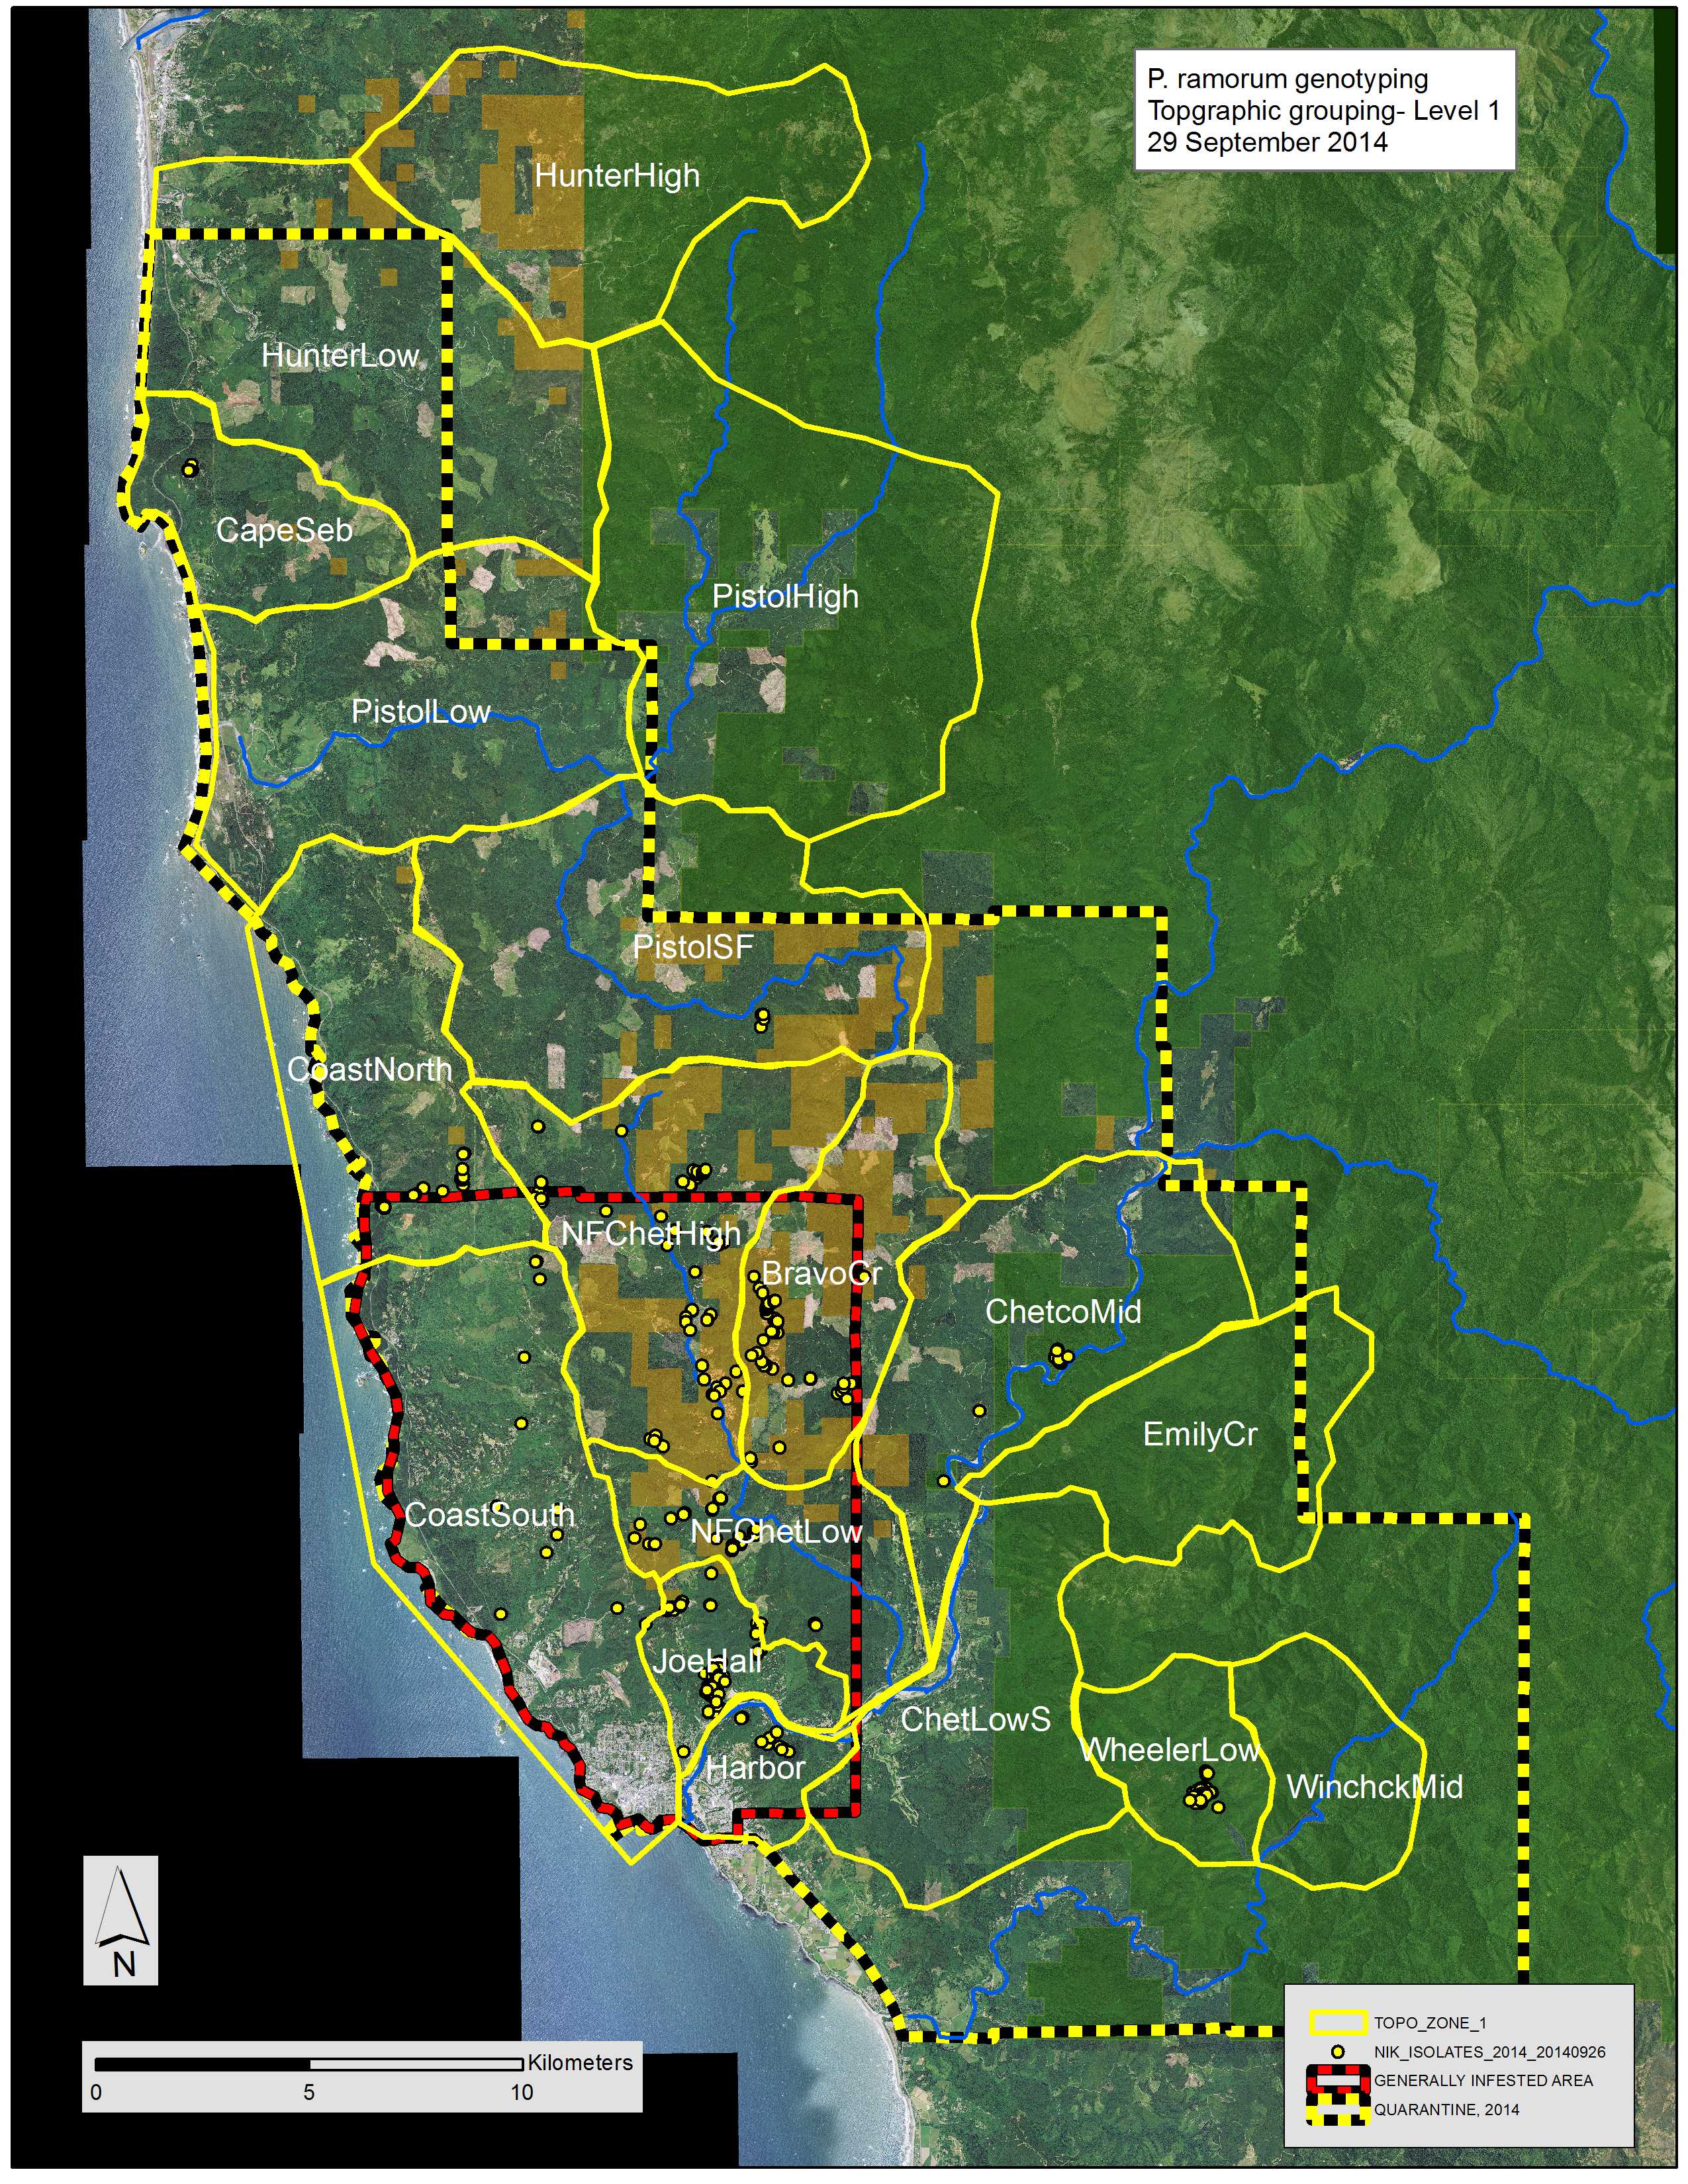 P. ramorum genotyping
Topgraphic grouping- Level 1
29 September 2014
HunterHigh
HunterLow
CapeSeb
PistolHigh
PistolLow
PistolSF
CoastNorth
NFChetHigh
BravoCr
ChetcoMid
EmilyCr
CoastSouth
NFChetLow
JoeHall
ChetLowS
WheelerLow
Harbor
WinchckMid
N
Kilometers
0 5 10
TOPO_ZONE_1
NIK_ISOLATES_2014_20140926
GENERALLY INFESTED AREA
QUARANTINE, 2014